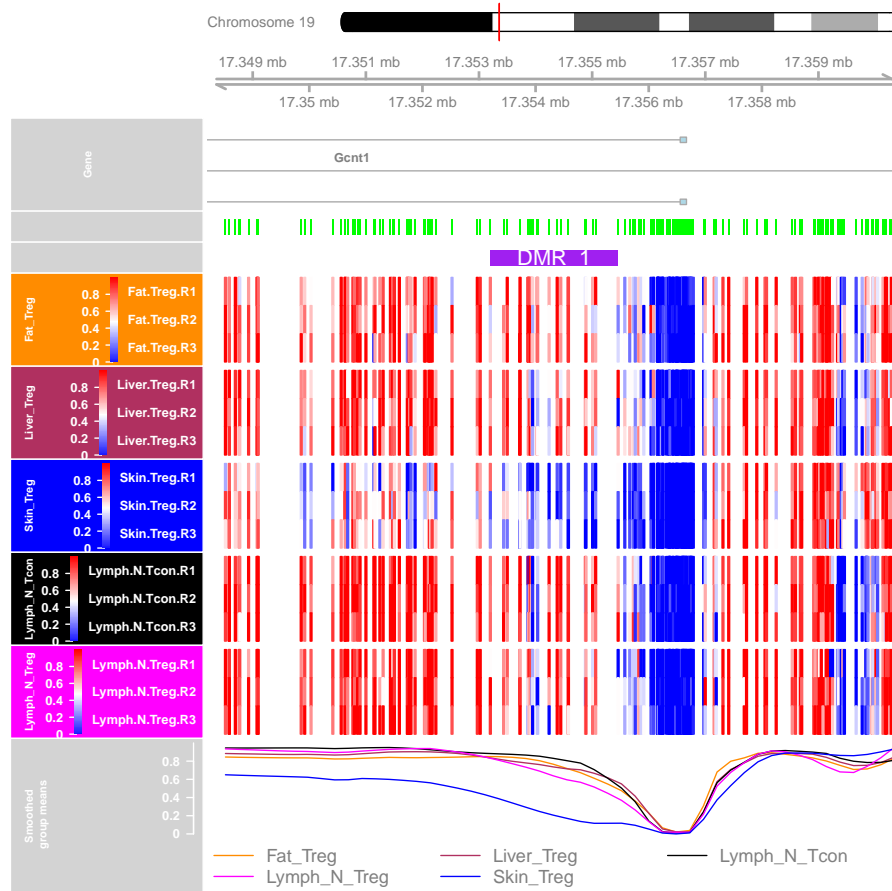 Chromosome 19
17.349 mb 17.351 mb 17.353 mb 17.355 mb 17.357 mb 17.359 mb
17.35 mb 17.352 mb 17.354 mb 17.356 mb 17.358 mb
Gene
Gcnt1
DMR_1
Fat_Treg
0.8
0.6
0.4
0.2
0
Fat.Treg.R1
Fat.Treg.R2
Fat.Treg.R3
Liver_Treg
0.8
0.6
0.4
0.2
0
Liver.Treg.R1
Liver.Treg.R2
Liver.Treg.R3
Skin_Treg
0.8
0.6
0.4
0.2
0
Skin.Treg.R1
Skin.Treg.R2
Skin.Treg.R3
Lymph_N_Tcon
0.8
0.6
0.4
0.2
0
Lymph.N.Tcon.R1
Lymph.N.Tcon.R2
Lymph.N.Tcon.R3
Lymph_N_Treg
0.8
0.6
0.4
0.2
0
Lymph.N.Treg.R1
Lymph.N.Treg.R2
Lymph.N.Treg.R3
Smoothed
group means
0.8
0.6
0.4
0.2
0
Fat_Treg Liver_Treg Lymph_N_Tcon
Lymph_N_Treg Skin_Treg